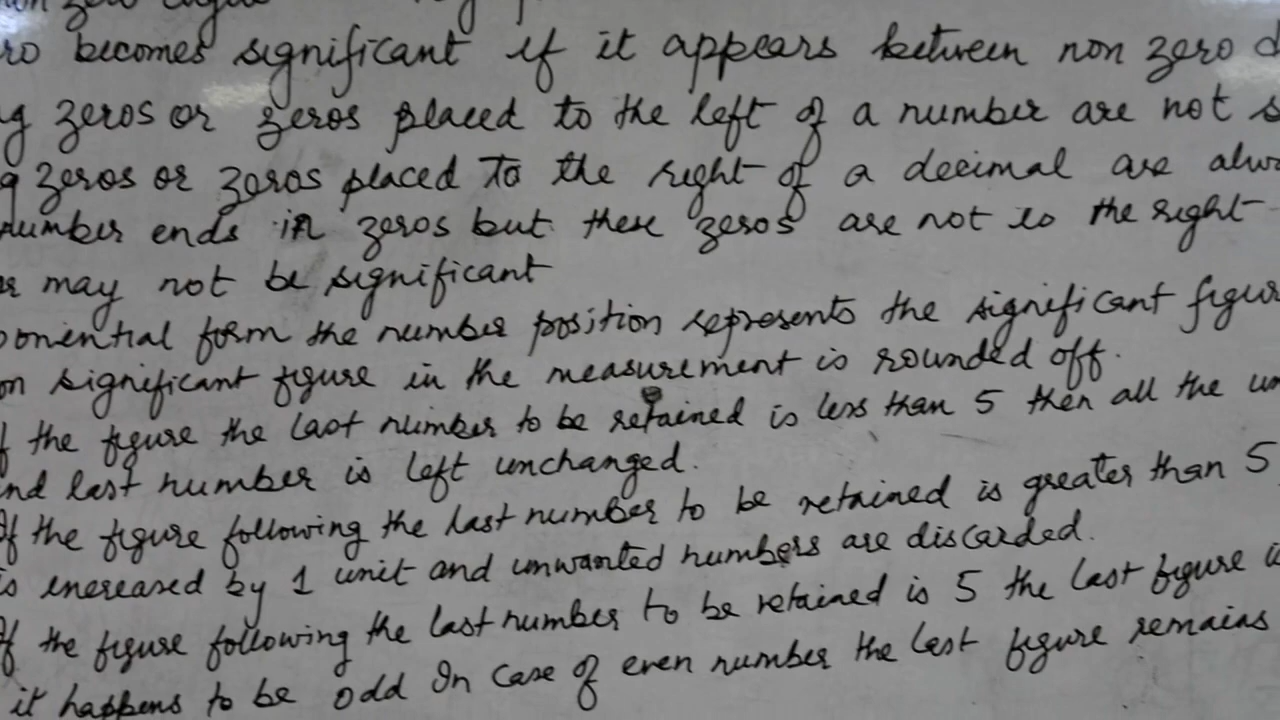 ro becomes significant if it appears between non zero d
g zeros or zeros placed to the left of a number are not s
g zeros or zeros placed to the right of a decimal are alwa
number ends in zeros but these zeros are not to the right
may not be significant
onential form the number position represents the significant figur
on significant figure in the measurement is rounded off.
f the figure the last number to be retained is less than 5 then all the un
nd last number is left unchanged.
If the figure following the last number to be retained is greater than 5
is increased by 1 unit and unwanted numbers are discarded.
If the figure following the last number to be retained is 5 the last figure is
it happens to be odd In case of even number the last figure remains